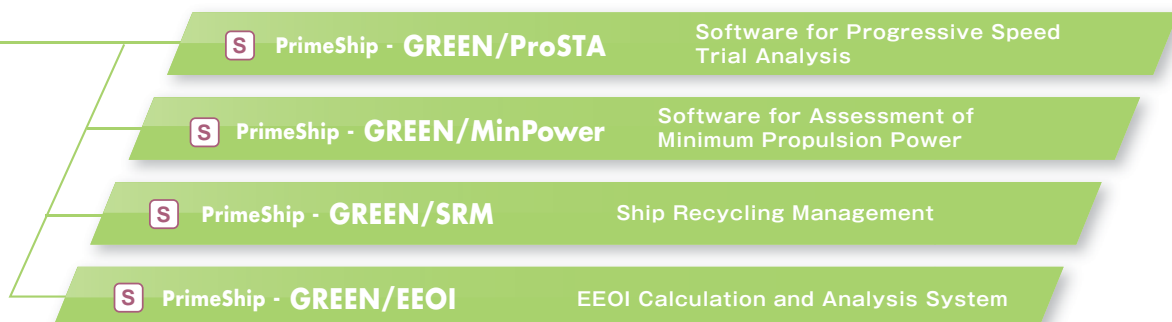 S PrimeShip - GREEN/ProSTA Software for Progressive Speed
Trial Analysis
S PrimeShip - GREEN/MinPower Software for Assessment of
Minimum Propulsion Power
S PrimeShip - GREEN/SRM Ship Recycling Management
S PrimeShip - GREEN/EEOI EEOI Calculation and Analysis System